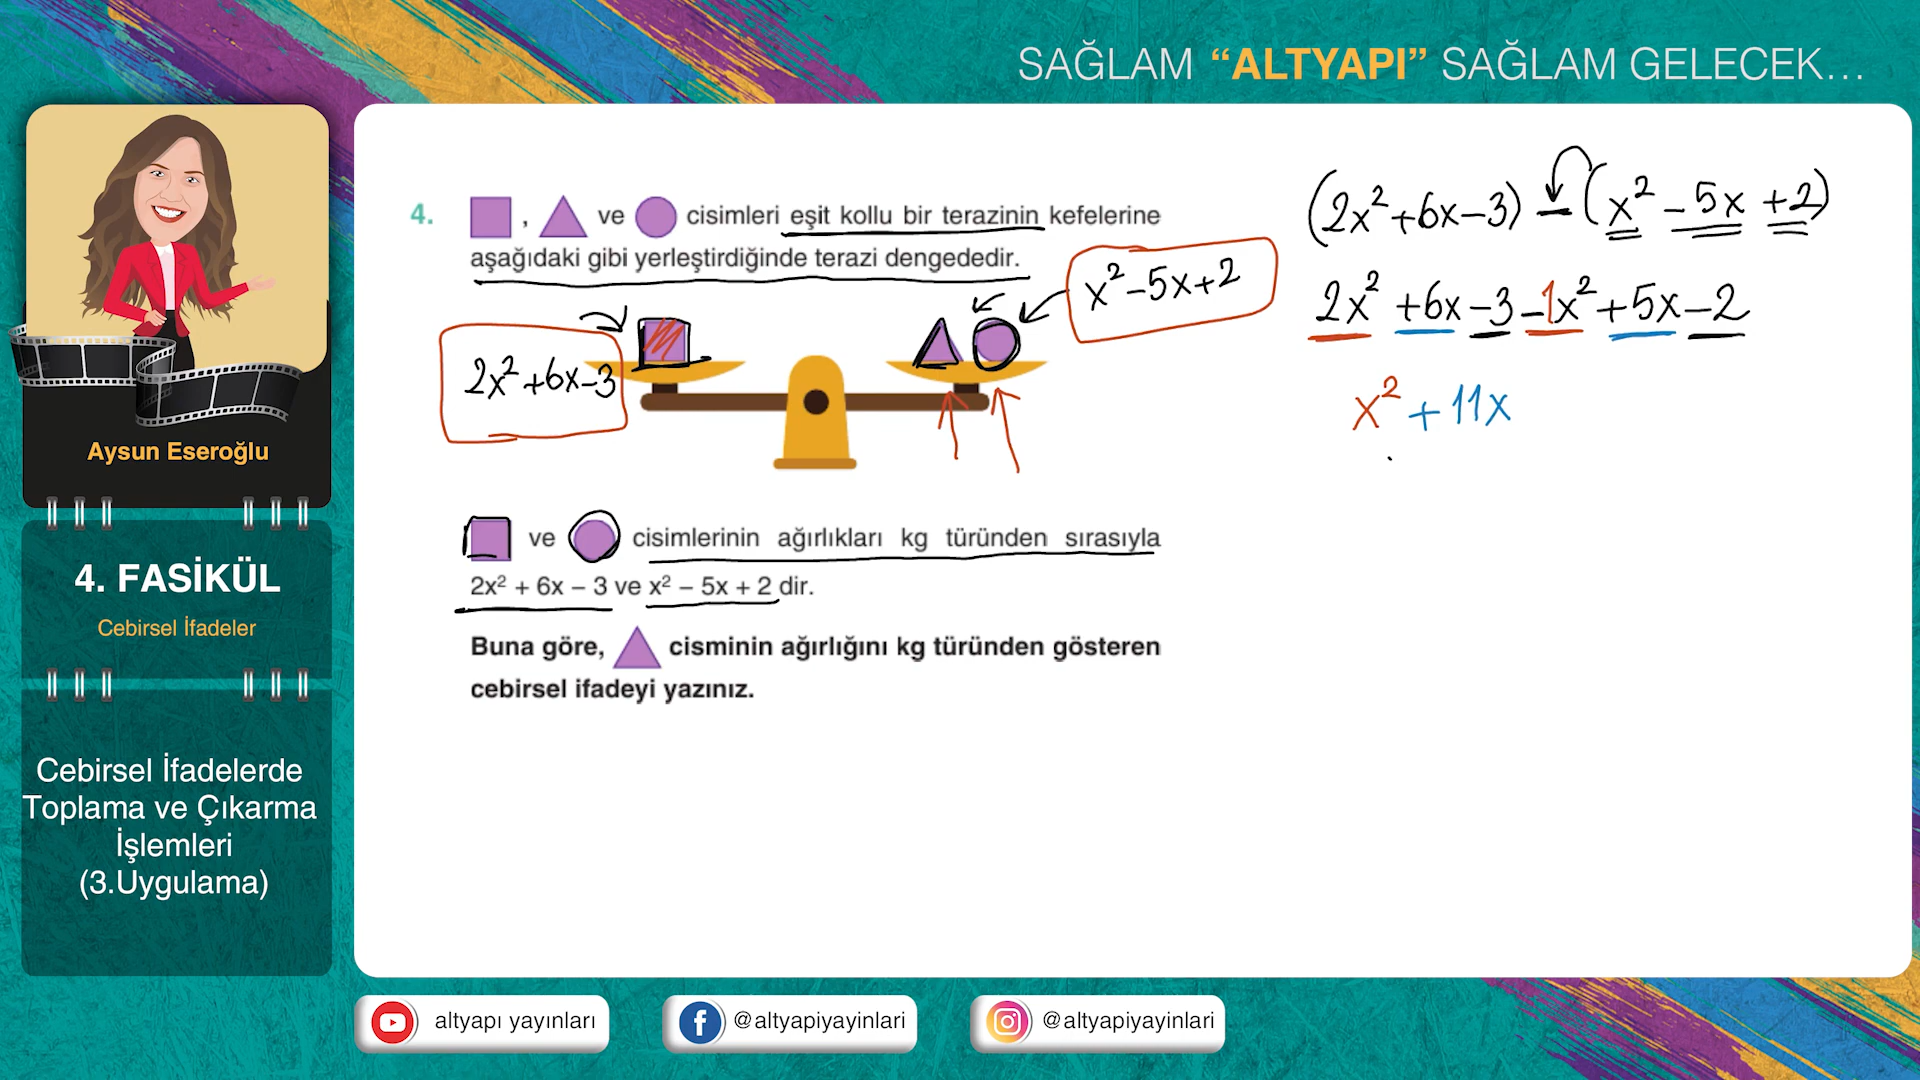 SAĞLAM “ALTYAPI” SAĞLAM GELECEK...
Aysun Eseroğlu
4. FASİKÜL
Cebirsel İfadeler
Cebirsel İfadelerde
Toplama ve Çıkarma
İşlemleri
(3.Uygulama)
4. , ve cisimleri eşit kollu bir terazinin kefelerine
aşağıdaki gibi yerleştirdiğinde terazi dengededir.
x²-5x+2
2x²+6x-3
ve cisimlerinin ağırlıkları kg türünden sırasıyla
2x² + 6x – 3 ve x² – 5x + 2 dir.
Buna göre, cisminin ağırlığını kg türünden gösteren
cebirsel ifadeyi yazınız.
(2x²+6x-3) - (x²-5x+2)
2x²+6x-3-1x²+5x-2
x²+11x
altyapı yayınları
@altyapiyayinlari
@altyapiyayinlari